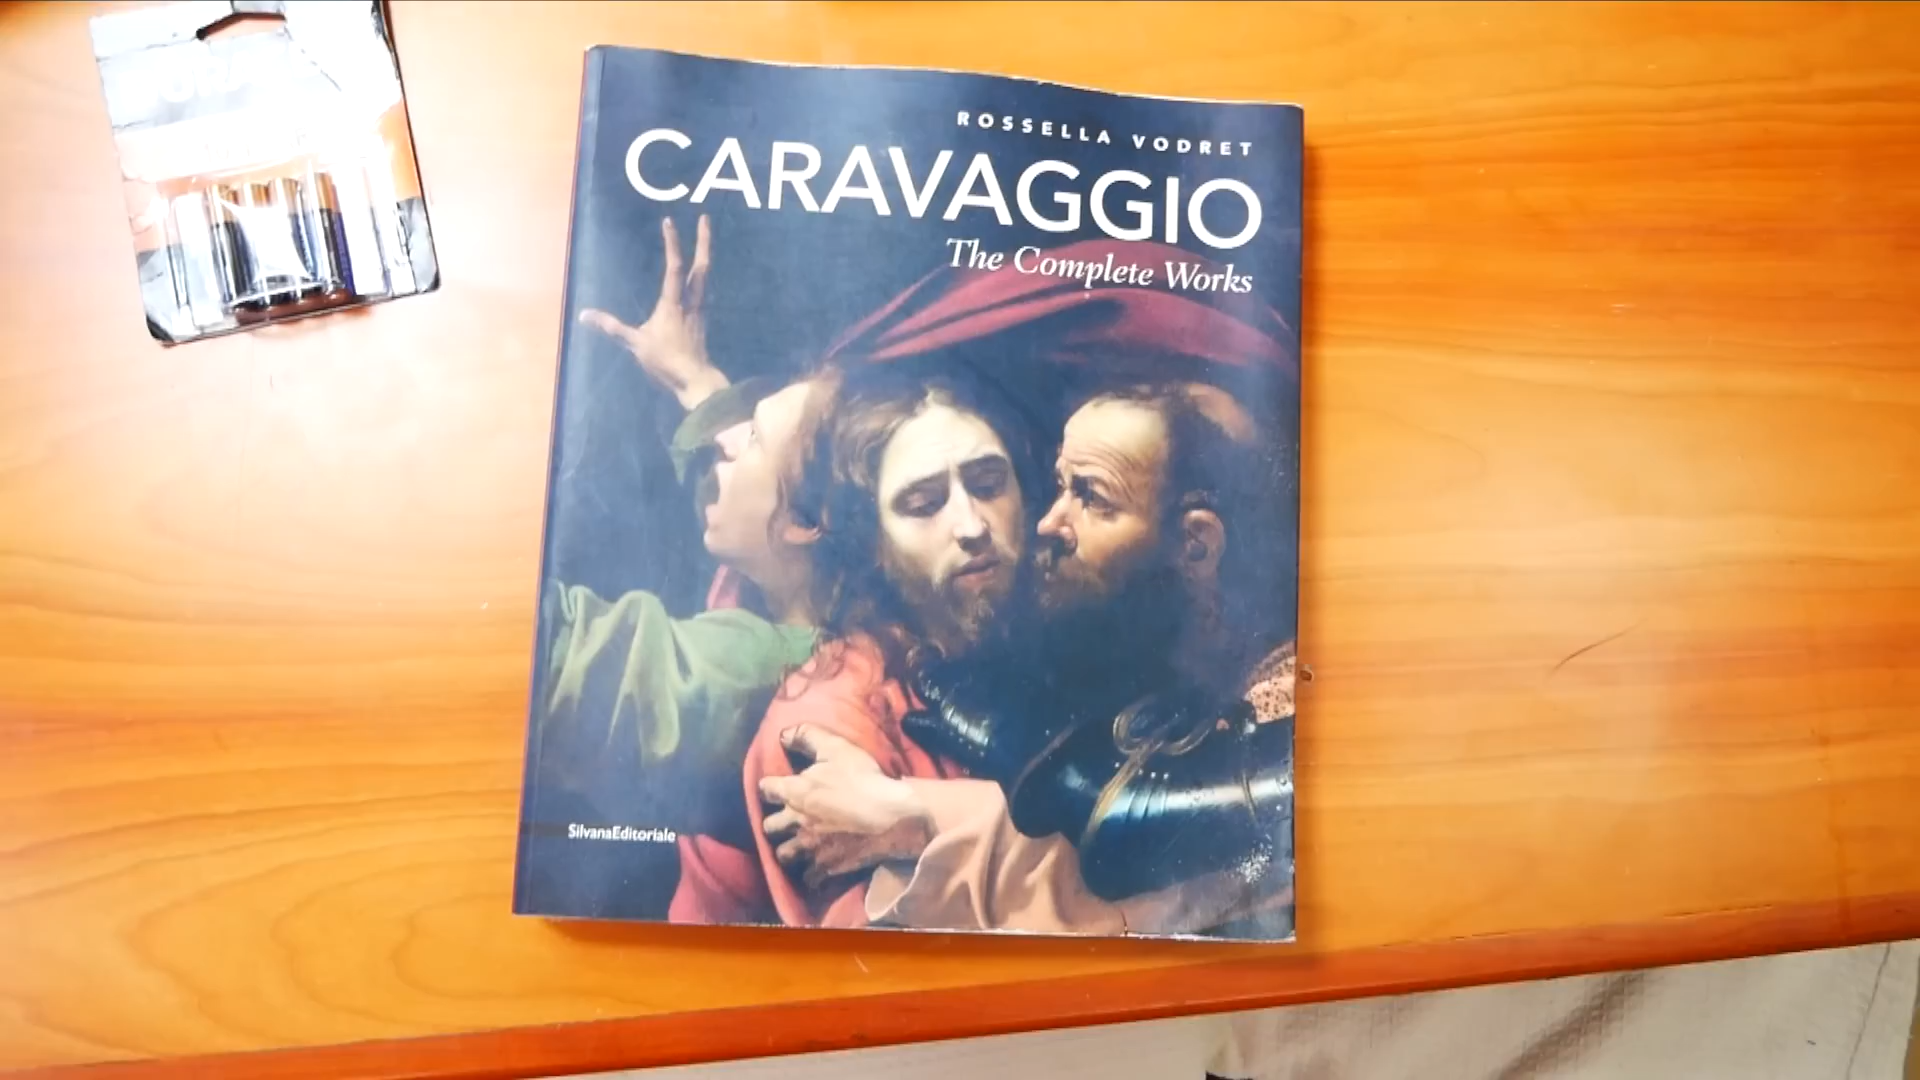 ROSSELLA VODRET
CARAVAGGIO
The Complete Works
SilvanaEditoriale